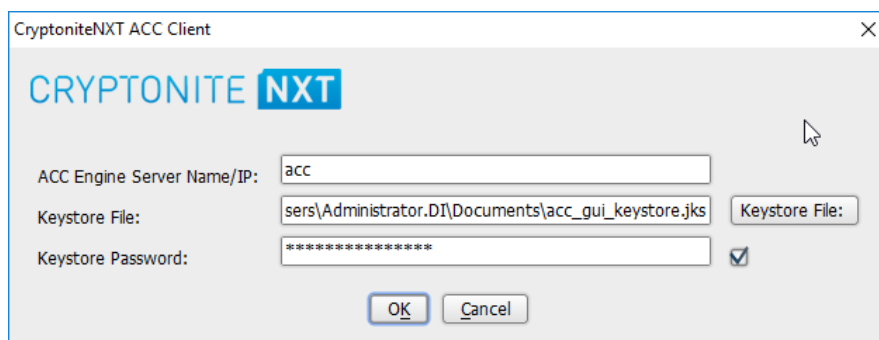 CryptoniteNXT ACC Client
CRYPTONITE NXT
ACC Engine Server Name/IP: acc
Keystore File: sers\Administrator.DI\Documents\acc_gui_keystore.jks Keystore File:
Keystore Password: ***************
OK Cancel